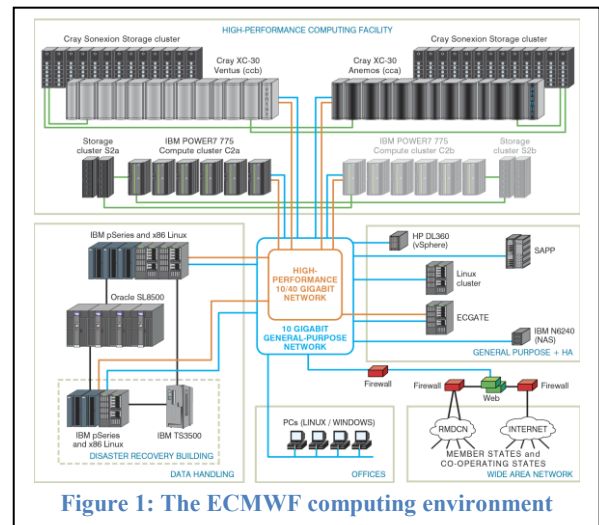 HIGH-PERFORMANCE COMPUTING FACILITY
Cray Sonexion Storage cluster
Cray Sonexion Storage cluster
Cray XC-30
Ventus (ccb)
Cray XC-30
Anemos (cca)
Storage
cluster S2a
IBM POWER7 775
Compute cluster C2a
IBM POWER7 775
Compute cluster C2b
Storage
cluster S2b
IBM pSeries and x86 Linux
Oracle SL8500
IBM pSeries
and x86 Linux
IBM TS3500
DISASTER RECOVERY BUILDING
DATA HANDLING
HIGH-
PERFORMANCE
10/40 GIGABIT
NETWORK
10 GIGABIT
GENERAL-PURPOSE
NETWORK
HP DL360
(vSphere)
SAPP
Linux
cluster
ECGATE
IBM N6240
(NAS)
GENERAL PURPOSE + HA
Firewall
Firewall
Web
Firewall
PCs (LINUX / WINDOWS)
OFFICES
RMDCN
INTERNET
MEMBER STATES and
CO-OPERATING STATES
WIDE AREA NETWORK
Figure 1: The ECMWF computing environment